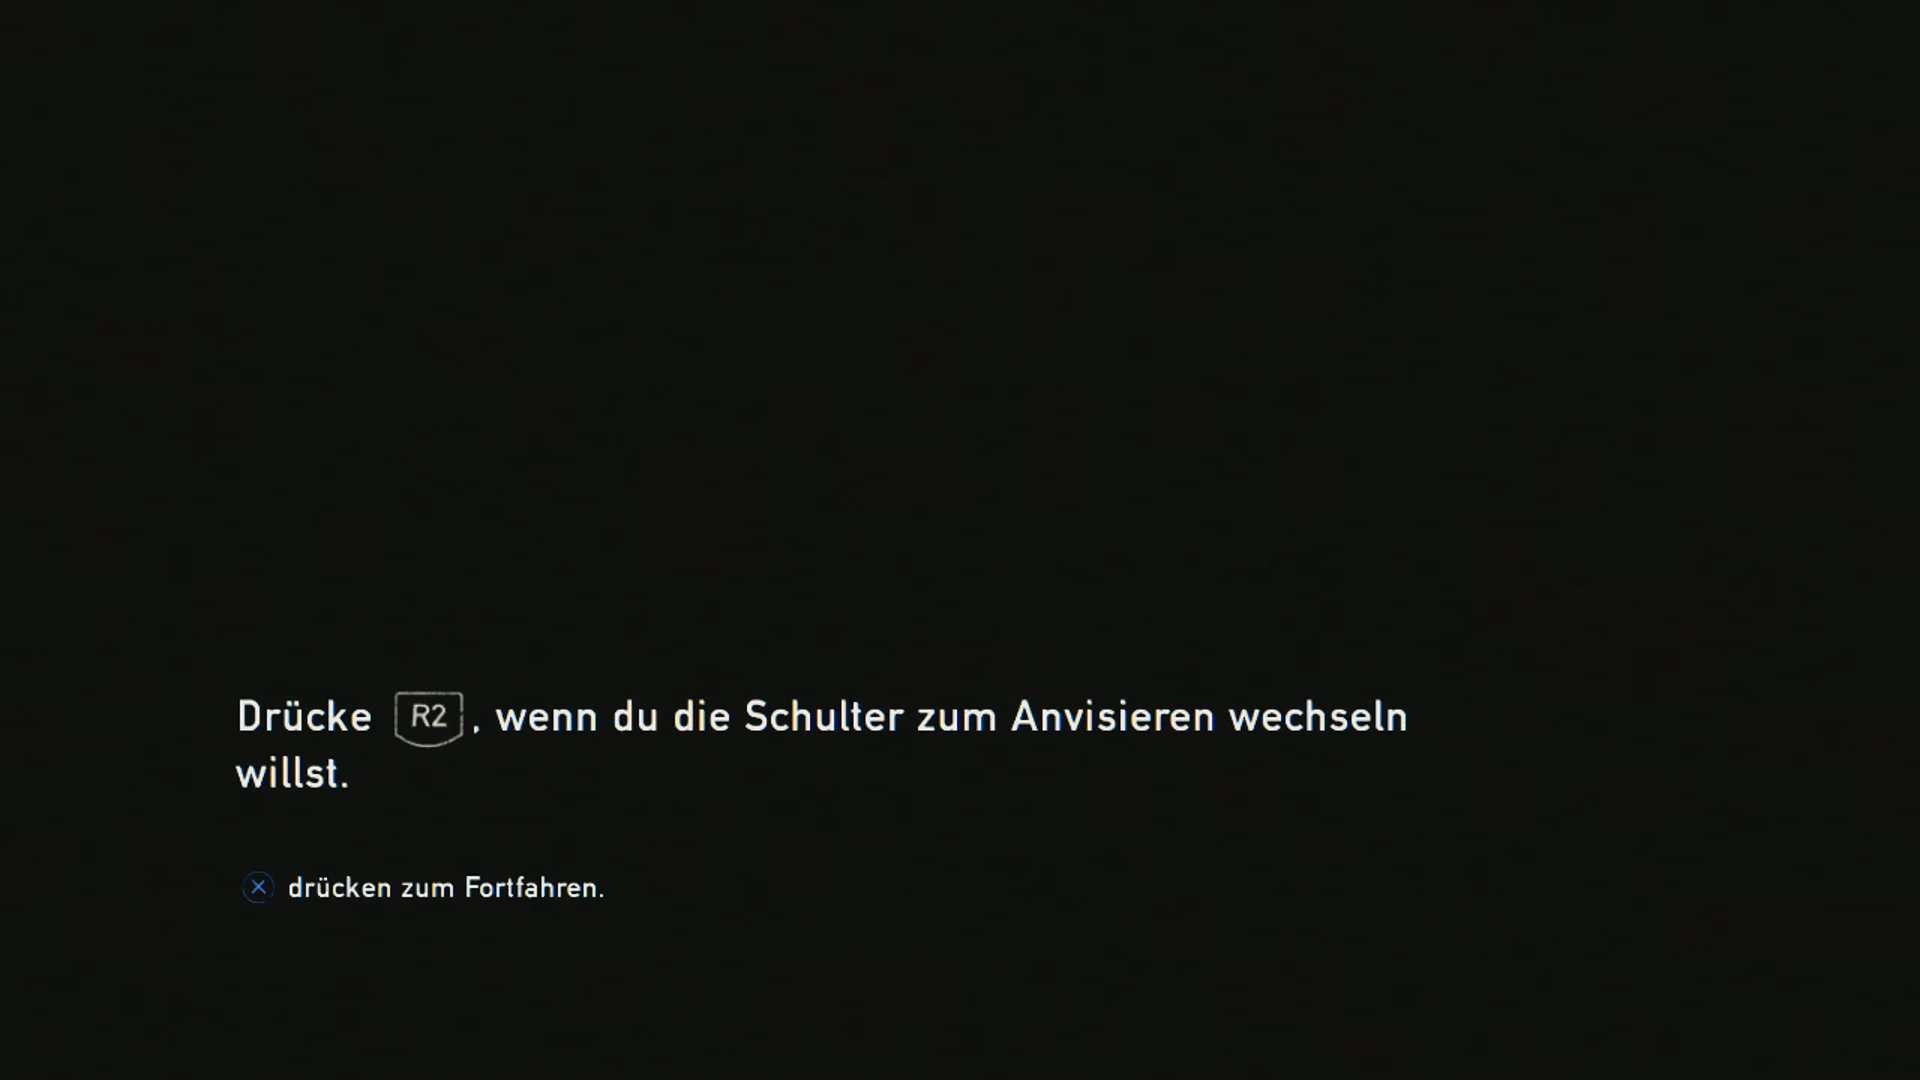 Drücke R2, wenn du die Schulter zum Anvisieren wechseln
willst.
drücken zum Fortfahren.